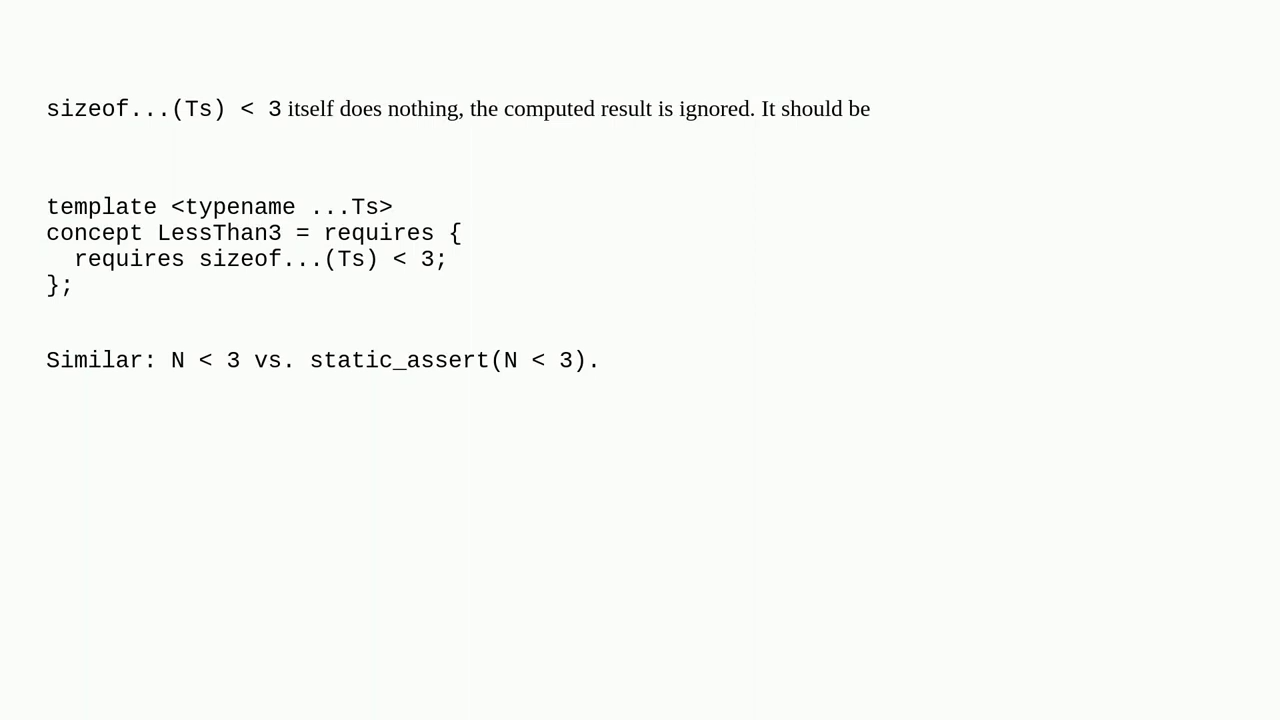 sizeof...(Ts) < 3 itself does nothing, the computed result is ignored. It should be
template <typename ...Ts>
concept LessThan3 = requires {
  requires sizeof...(Ts) < 3;
};
Similar: N < 3 vs. static_assert(N < 3).